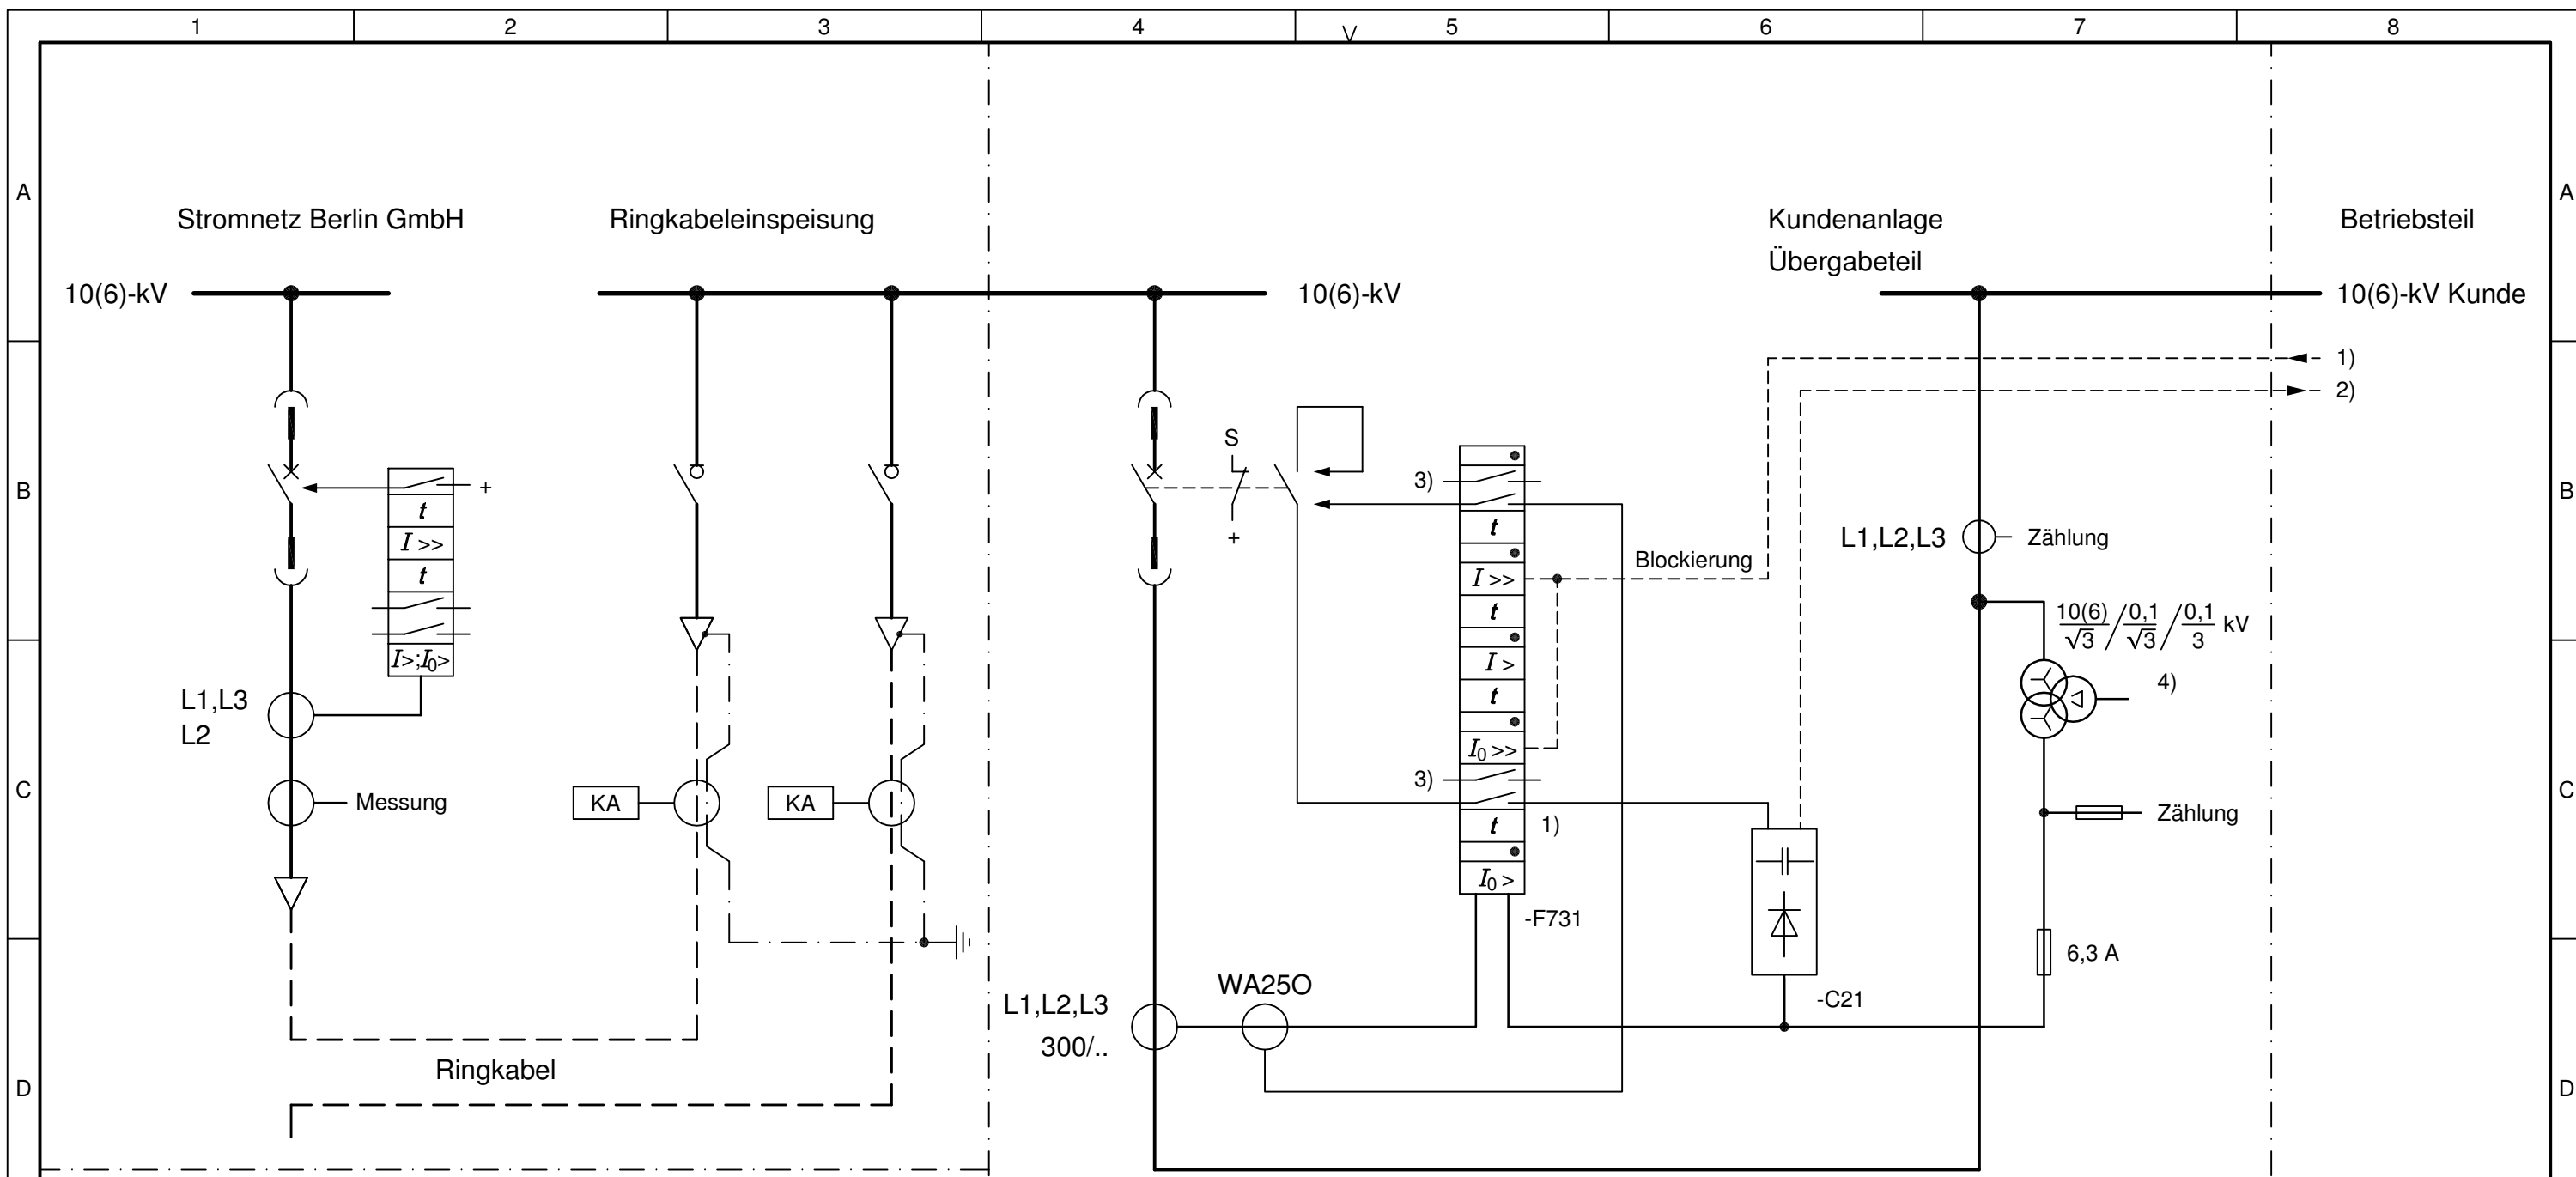 1 2 3 4 5 6 7 8
V
A A
Stromnetz Berlin GmbH
Ringkabeleinspeisung
Kundenanlage
Übergabeteil
Betriebsteil
10(6)-kV
10(6)-kV
10(6)-kV Kunde
1)
2)
B B
+
t
I >>
t
I>;I₀>
S
+
3)
t
I >>
t
I >
t
I₀ >>
3)
t 1)
I₀ >
-F731
Blockierung
L1,L2,L3
Zählung
10(6)/√3 / 0,1/√3 / 0,1/3 kV
4)
C C
L1,L3
L2
Messung
KA
KA
Zählung
6,3 A
-C21
WA25O
L1,L2,L3
300/..
Ringkabel
D D